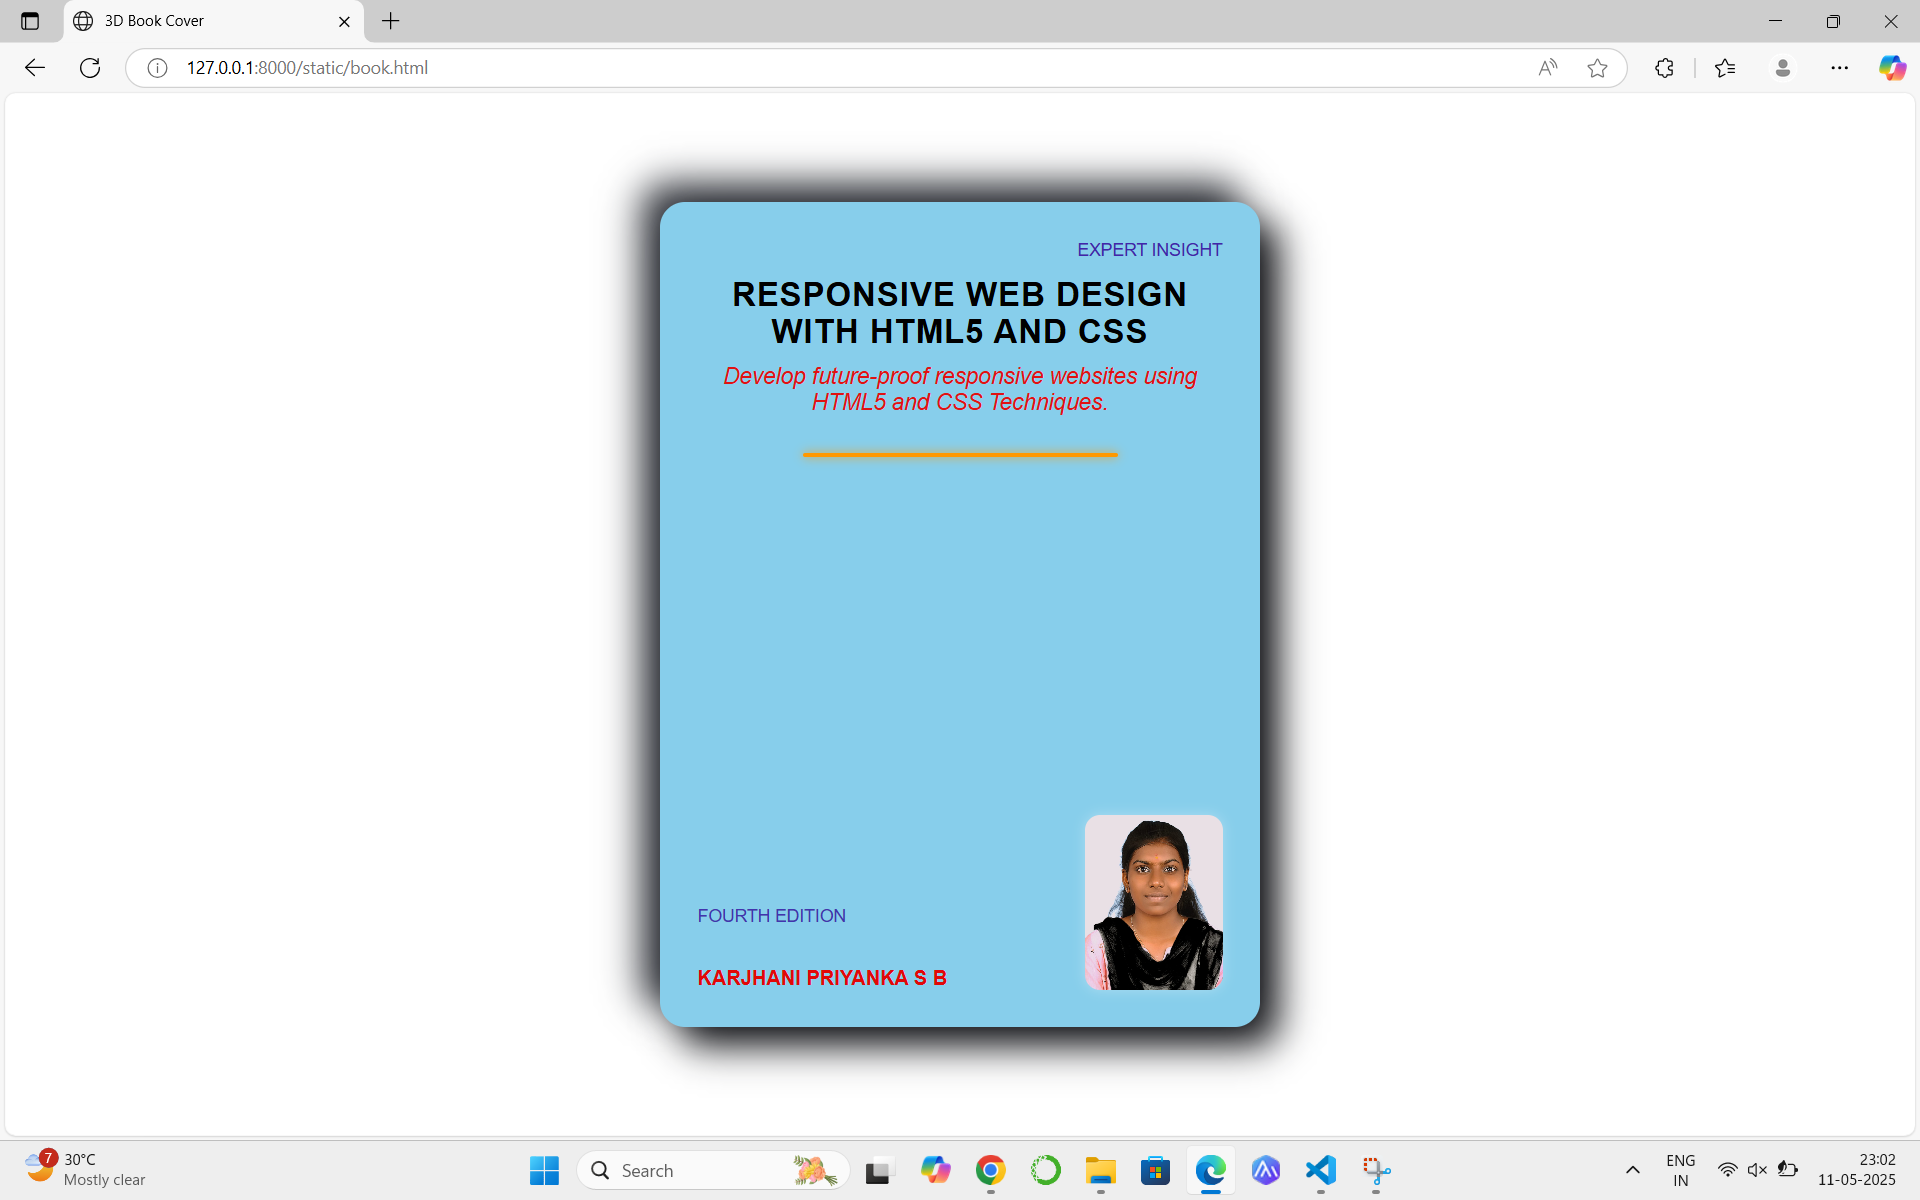 3D Book Cover
127.0.0.1:8000/static/book.html
EXPERT INSIGHT
RESPONSIVE WEB DESIGN
WITH HTML5 AND CSS
Develop future-proof responsive websites using
HTML5 and CSS Techniques.
FOURTH EDITION
KARJHANI PRIYANKA S B
7
30°C
Mostly clear
Search
ENG
IN
23:02
11-05-2025